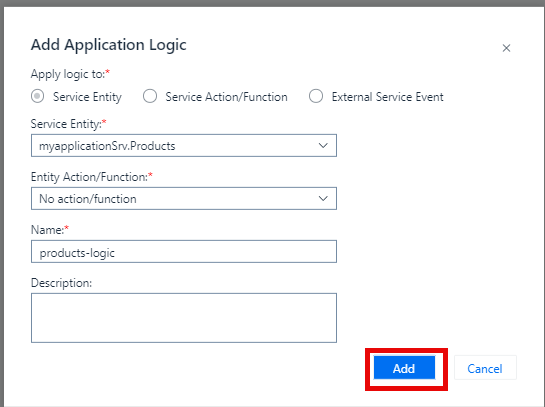 Add Application Logic
×
Apply logic to:*
Service Entity Service Action/Function External Service Event
Service Entity:*
myapplicationSrv.Products
Entity Action/Function:*
No action/function
Name:*
products-logic
Description:
Add Cancel